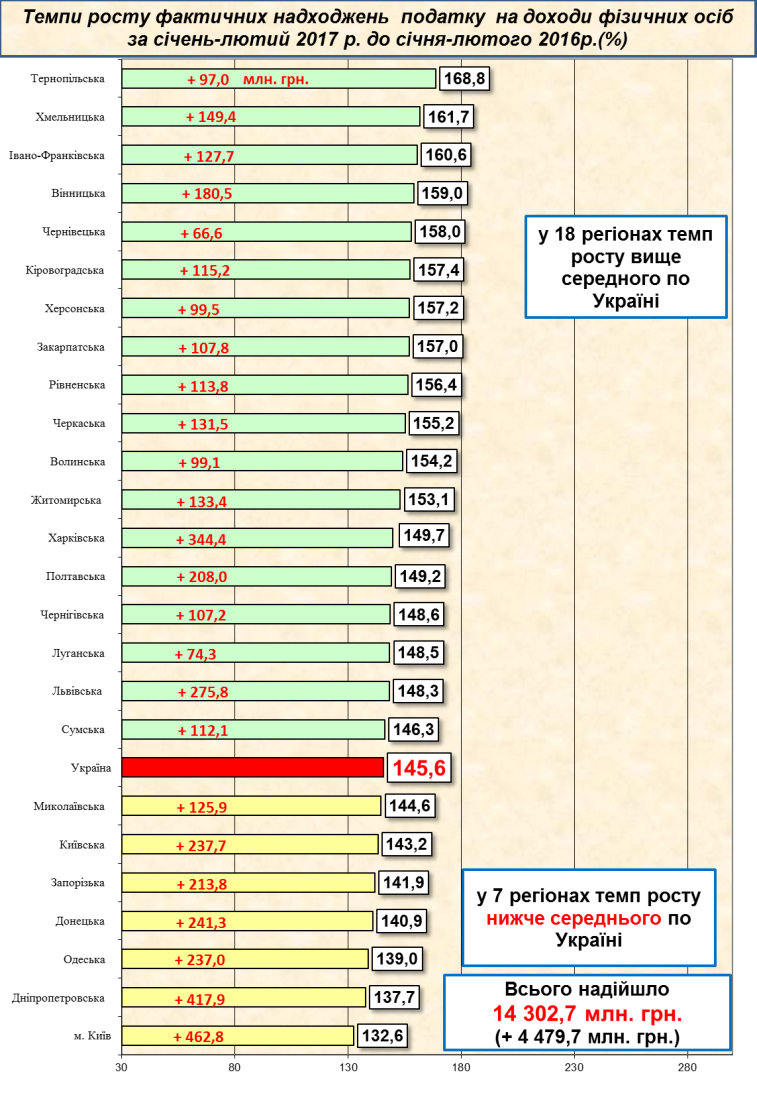 Темпи росту фактичних надходжень податку на доходи фізичних осіб
за січень-лютий 2017 р. до січня-лютого 2016р.(%)
Тернопільська + 97,0 млн. грн. 168,8
Хмельницька + 149,4 161,7
Івано-Франківська + 127,7 160,6
Вінницька + 180,5 159,0
Чернівецька + 66,6 158,0
у 18 регіонах темп
росту вище
середного по
Україні
Кіровоградська + 115,2 157,4
Херсонська + 99,5 157,2
Закарпатська + 107,8 157,0
Рівненська + 113,8 156,4
Черкаська + 131,5 155,2
Волинська + 99,1 154,2
Житомирська + 133,4 153,1
Харківська + 344,4 149,7
Полтавська + 208,0 149,2
Чернігівська + 107,2 148,6
Луганська + 74,3 148,5
Львівська + 275,8 148,3
Сумська + 112,1 146,3
Україна 145,6
Миколаївська + 125,9 144,6
Київська + 237,7 143,2
Запорізька + 213,8 141,9
Донецька + 241,3 140,9
у 7 регіонах темп росту
нижче середнього по
Україні
Одеська + 237,0 139,0
Дніпропетровська + 417,9 137,7
м. Київ + 462,8 132,6
Всього надійшло
14 302,7 млн. грн.
(+ 4 479,7 млн. грн.)
30 80 130 180 230 280